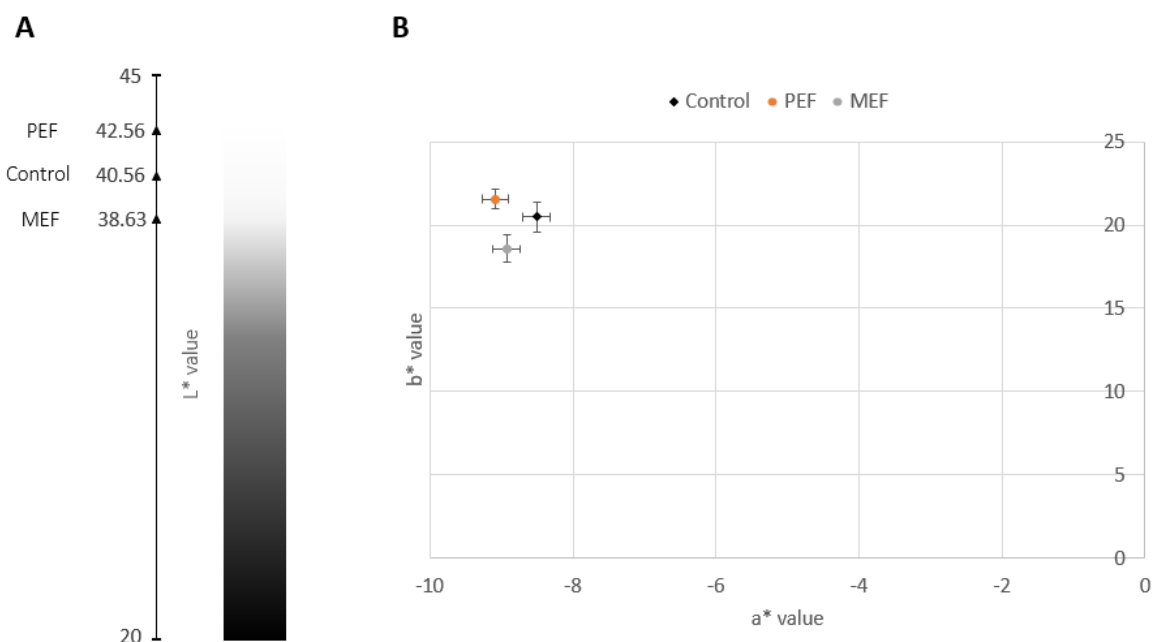 A
B
45
PEF 42.56
Control 40.56
MEF 38.63
L* value
20
Control PEF MEF
25
20
15
10
5
0
b* value
-10 -8 -6 -4 -2 0
a* value